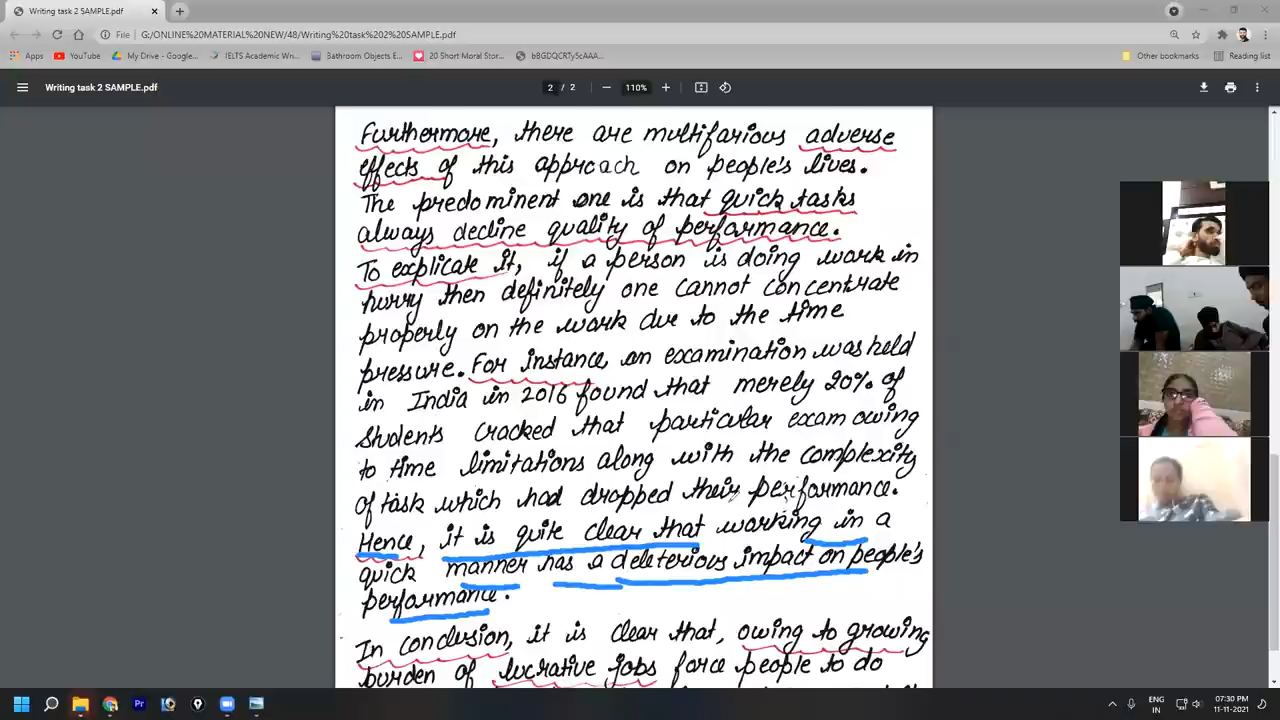 Writing task 2 SAMPLE.pdf
File
G:/ONLINE%20MATERIAL%20NEW/48/Writing%20task%202%20SAMPLE.pdf
Apps
YouTube
My Drive - Google...
IELTS Academic Wri...
Bathroom Objects E...
20 Short Moral Stor...
bBGDQCRTy5cAAA...
Other bookmarks
Reading list
Writing task 2 SAMPLE.pdf
2 / 2
110%
Furthermore, there are multifarious adverse
effects of this approach on people's lives.
The predominent one is that quick tasks
always decline quality of performance.
To explicate it, if a person is doing work in
hurry then definitely one cannot concentrate
properly on the work due to the time
pressure. For instance, an examination was held
in India in 2016 found that merely 20% of
students cracked that particular exam owing
to time limitations along with the complexity
of task which had dropped their performance.
Hence, it is quite clear that working in a
quick manner has a deleterious impact on people's
performance.
In conclusion, it is clear that, owing to growing
burden of lucrative jobs force people to do
ENG
IN
07:30 PM
11-11-2021